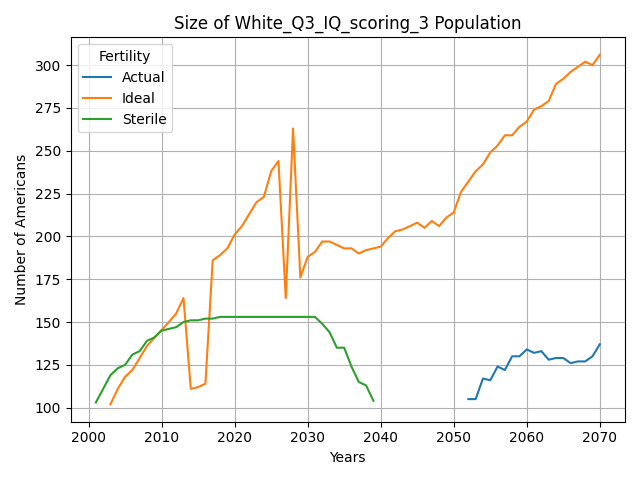 Size of White_Q3_IQ_scoring_3 Population
Fertility
Actual
Ideal
Sterile
Number of Americans
300
275
250
225
200
175
150
125
100
2000 2010 2020 2030 2040 2050 2060 2070
Years